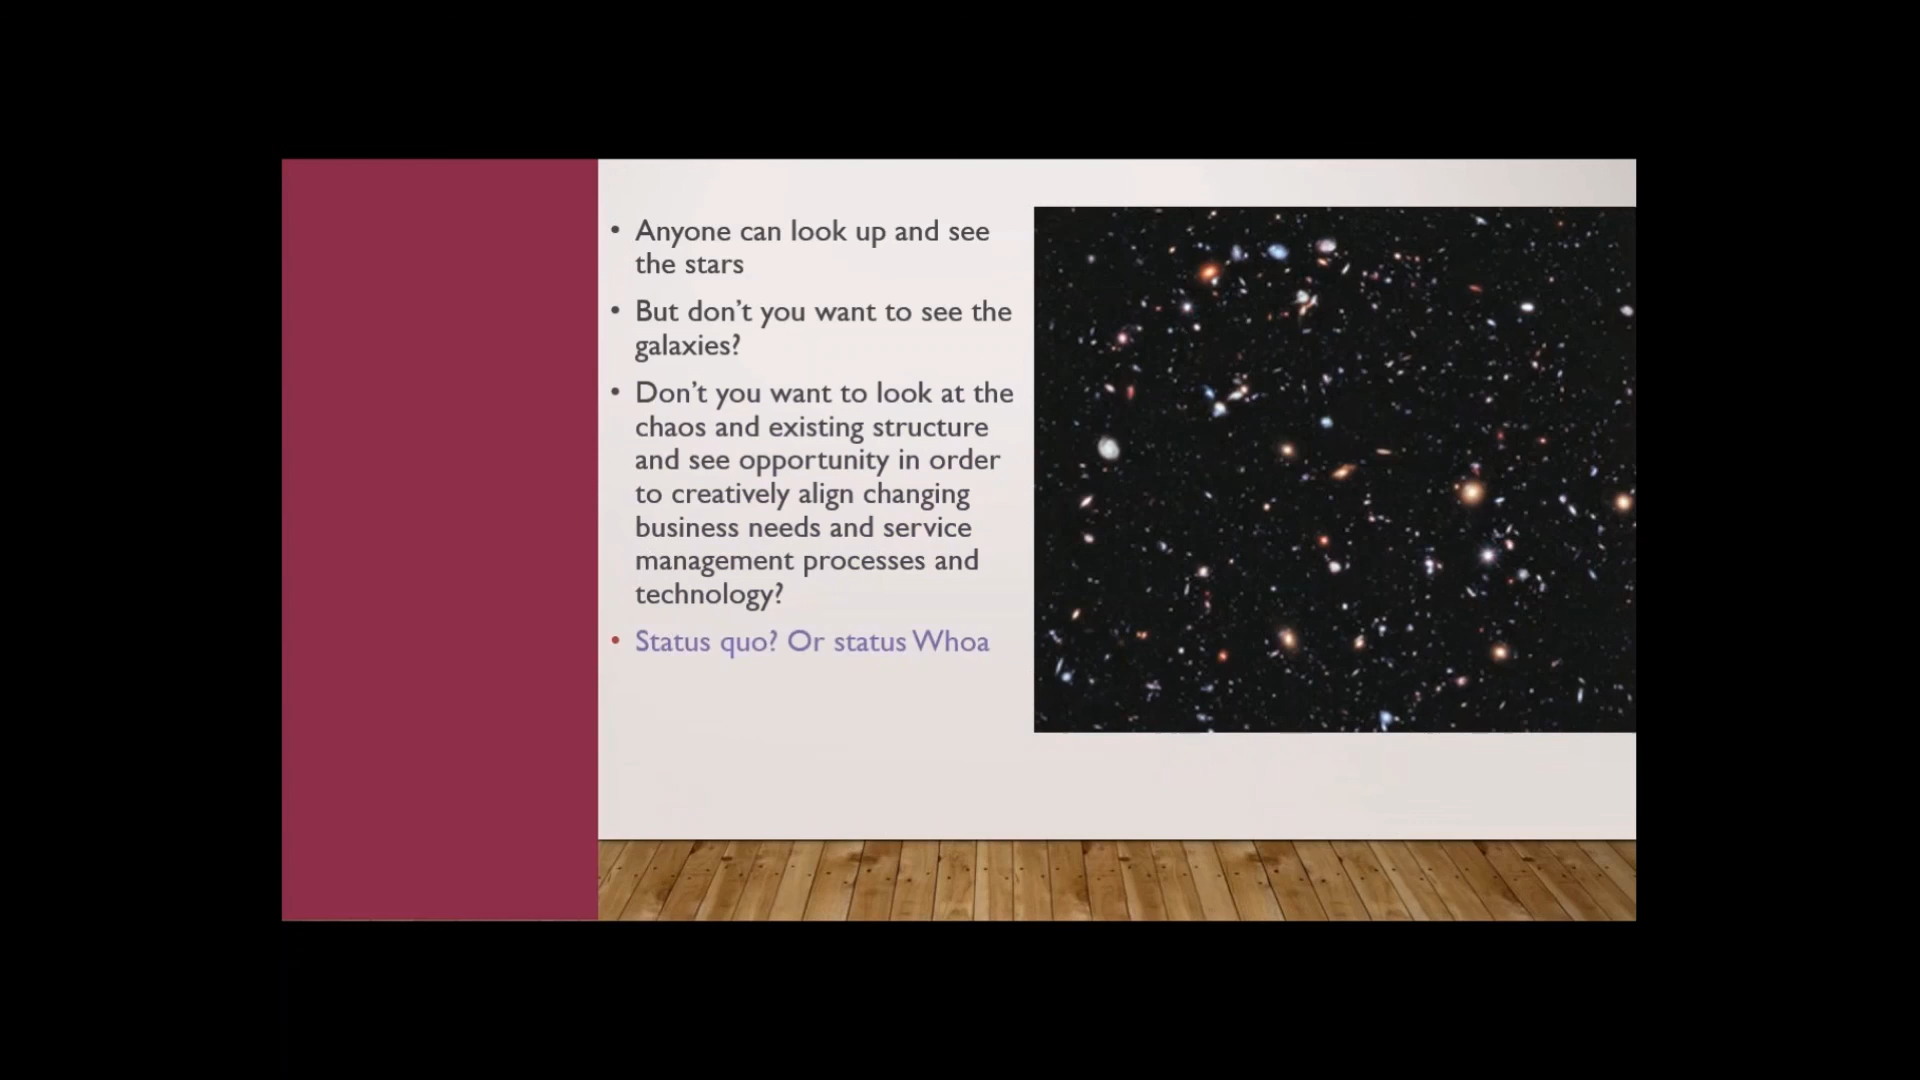 • Anyone can look up and see
the stars
• But don’t you want to see the
galaxies?
• Don’t you want to look at the
chaos and existing structure
and see opportunity in order
to creatively align changing
business needs and service
management processes and
technology?
• Status quo? Or status Whoa